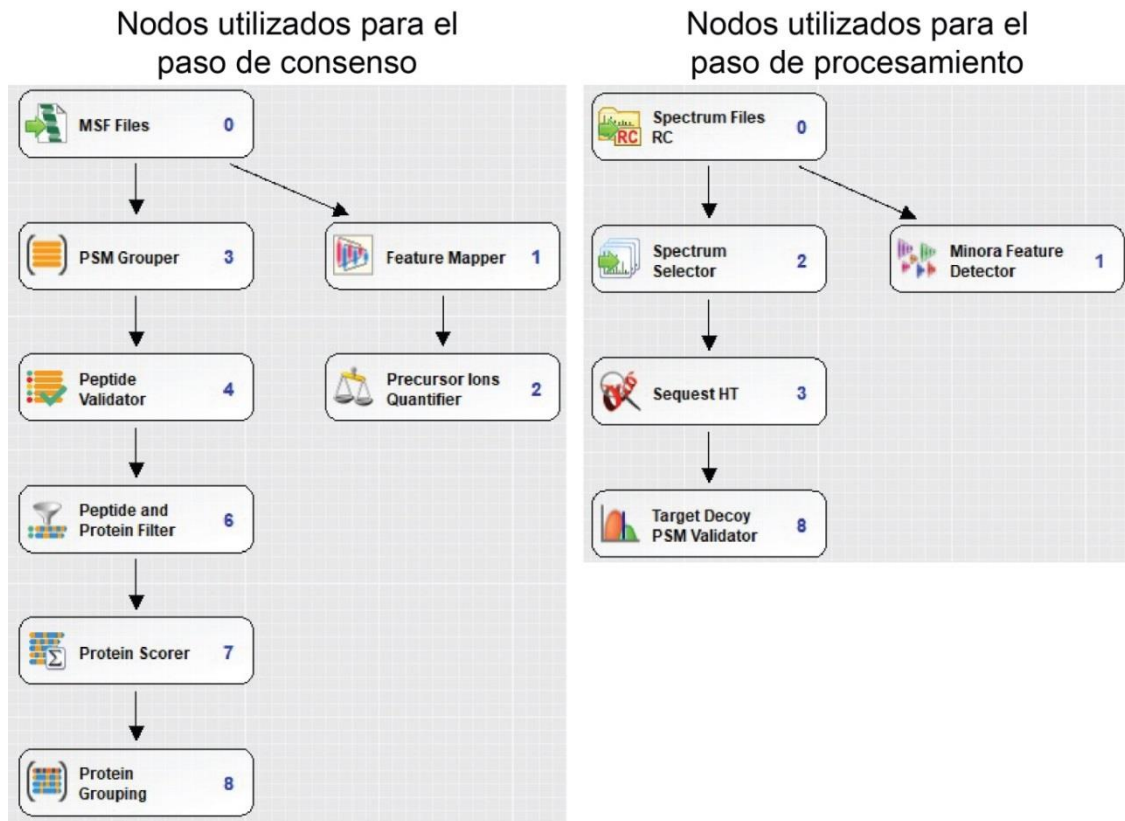 Nodos utilizados para el
paso de consenso
MSF Files 0
PSM Grouper 3
Feature Mapper 1
Peptide
Validator 4
Precursor Ions
Quantifier 2
Peptide and
Protein Filter 6
Protein Scorer 7
Protein
Grouping 8
Nodos utilizados para el
paso de procesamiento
Spectrum Files
RC 0
RC
Spectrum
Selector 2
Minora Feature
Detector 1
Sequest HT 3
Target Decoy
PSM Validator 8